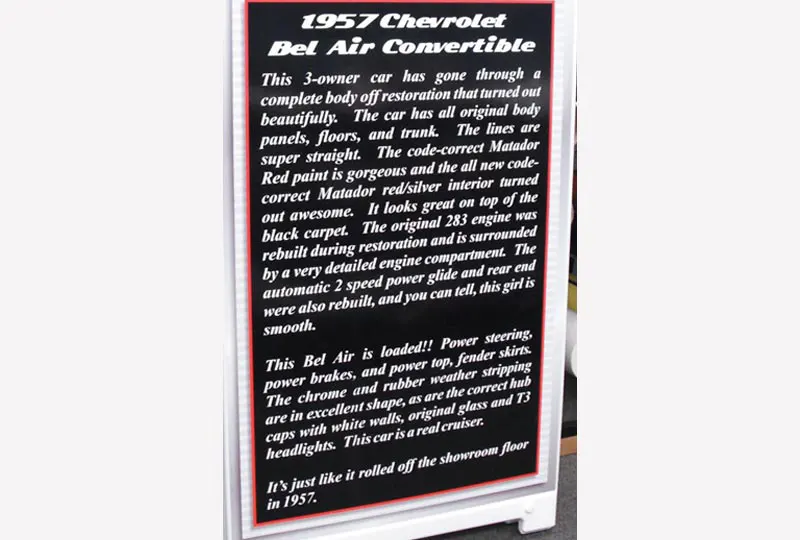 1957 Chevrolet
Bel Air Convertible
This 3-owner car has gone through a
complete body off restoration that turned out
beautifully. The car has all original body
panels, floors, and trunk. The lines are
super straight. The code-correct Matador
Red paint is gorgeous and the all new code-
correct Matador red/silver interior turned
out awesome. It looks great on top of the
black carpet. The original 283 engine was
rebuilt during restoration and is surrounded
by a very detailed engine compartment. The
automatic 2 speed power glide and rear end
were also rebuilt, and you can tell, this girl is
smooth.
This Bel Air is loaded!! Power steering,
power brakes, and power top, fender skirts.
The chrome and rubber weather stripping
are in excellent shape, as are the correct hub
caps with white walls, original glass and T3
headlights. This car is a real cruiser.
It's just like it rolled off the showroom floor
in 1957.